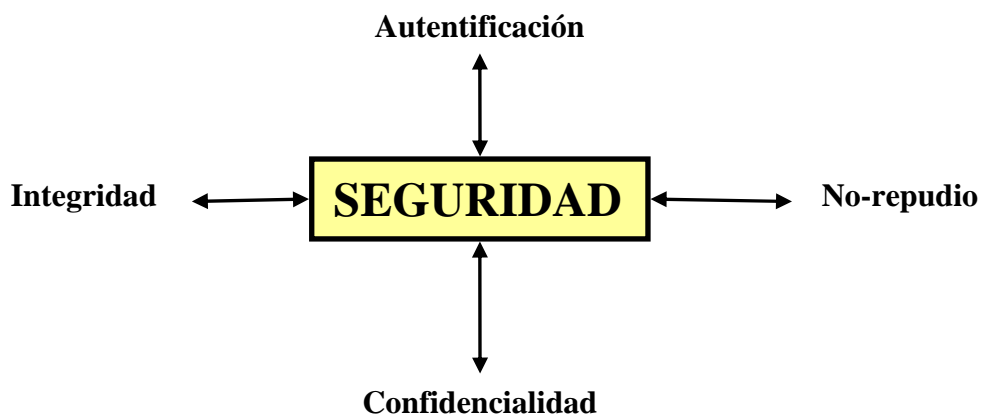 Autentificación
Integridad
SEGURIDAD
No-repudio
Confidencialidad